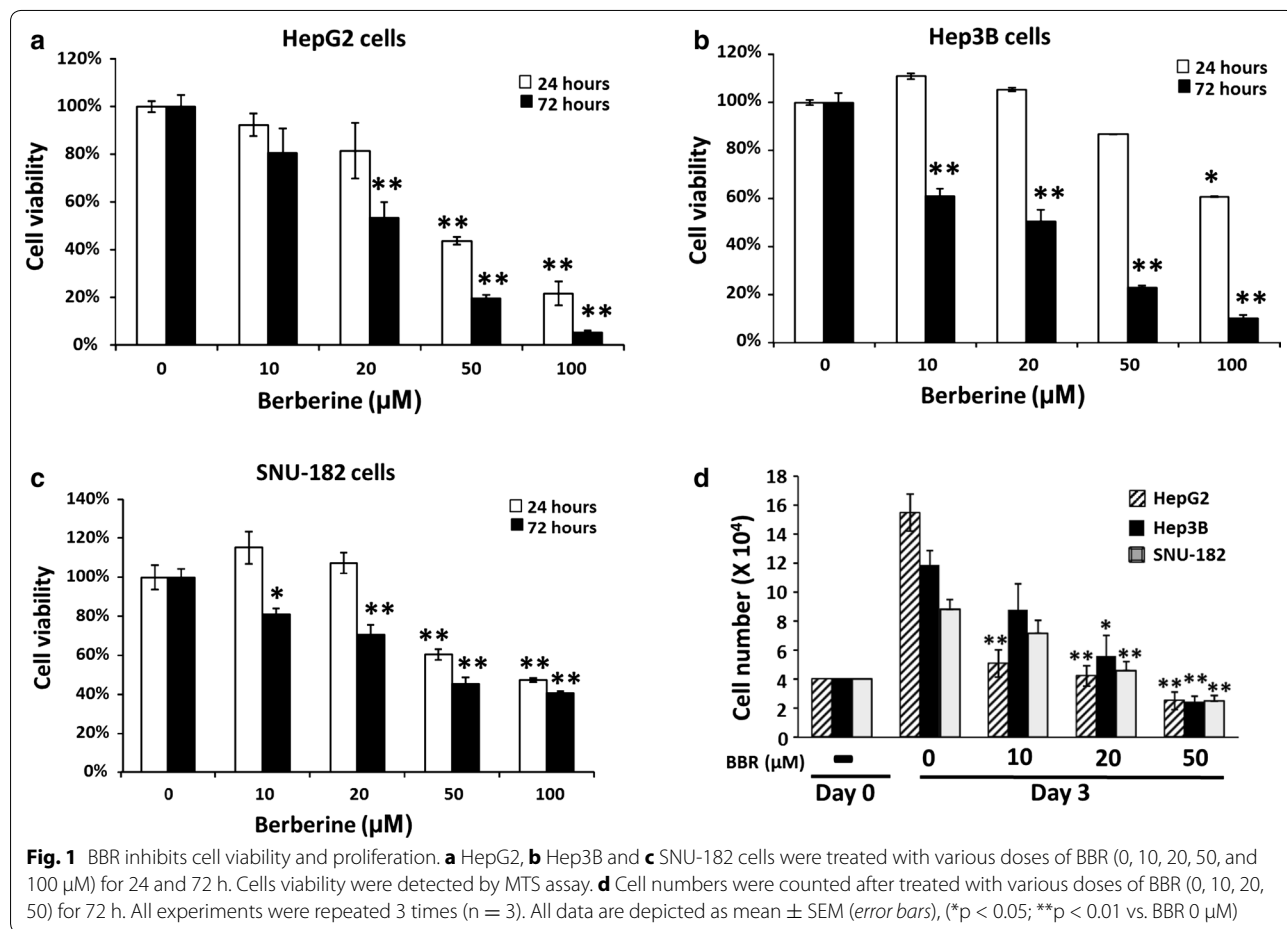 a
HepG2 cells
120%
100%
80%
60%
40%
20%
0%
Cell viability
24 hours
72 hours
**
**
**
**
**
0
10
20
50
100
Berberine (µM)
b
Hep3B cells
120%
100%
80%
60%
40%
20%
0%
Cell viability
24 hours
72 hours
**
**
**
*
**
0
10
20
50
100
Berberine (µM)
c
SNU-182 cells
140%
120%
100%
80%
60%
40%
20%
0%
Cell viability
24 hours
72 hours
*
**
**
**
**
**
0
10
20
50
100
Berberine (µM)
d
18
16
14
12
10
8
6
4
2
0
Cell number (X 10⁴)
HepG2
Hep3B
SNU-182
**
**
*
**
**
**
**
BBR (µM) - 0 10 20 50
Day 0 Day 3
Fig. 1 BBR inhibits cell viability and proliferation. a HepG2, b Hep3B and c SNU-182 cells were treated with various doses of BBR (0, 10, 20, 50, and
100 µM) for 24 and 72 h. Cells viability were detected by MTS assay. d Cell numbers were counted after treated with various doses of BBR (0, 10, 20,
50) for 72 h. All experiments were repeated 3 times (n = 3). All data are depicted as mean ± SEM (error bars), (*p < 0.05; **p < 0.01 vs. BBR 0 µM)